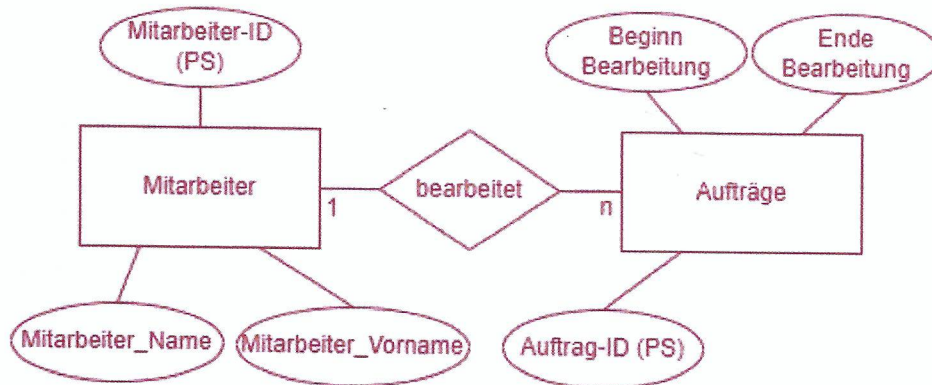 Mitarbeiter-ID
(PS)
Beginn
Bearbeitung
Ende
Bearbeitung
Mitarbeiter
1
bearbeitet
n
Aufträge
Mitarbeiter_Name
Mitarbeiter_Vorname
Auftrag-ID (PS)